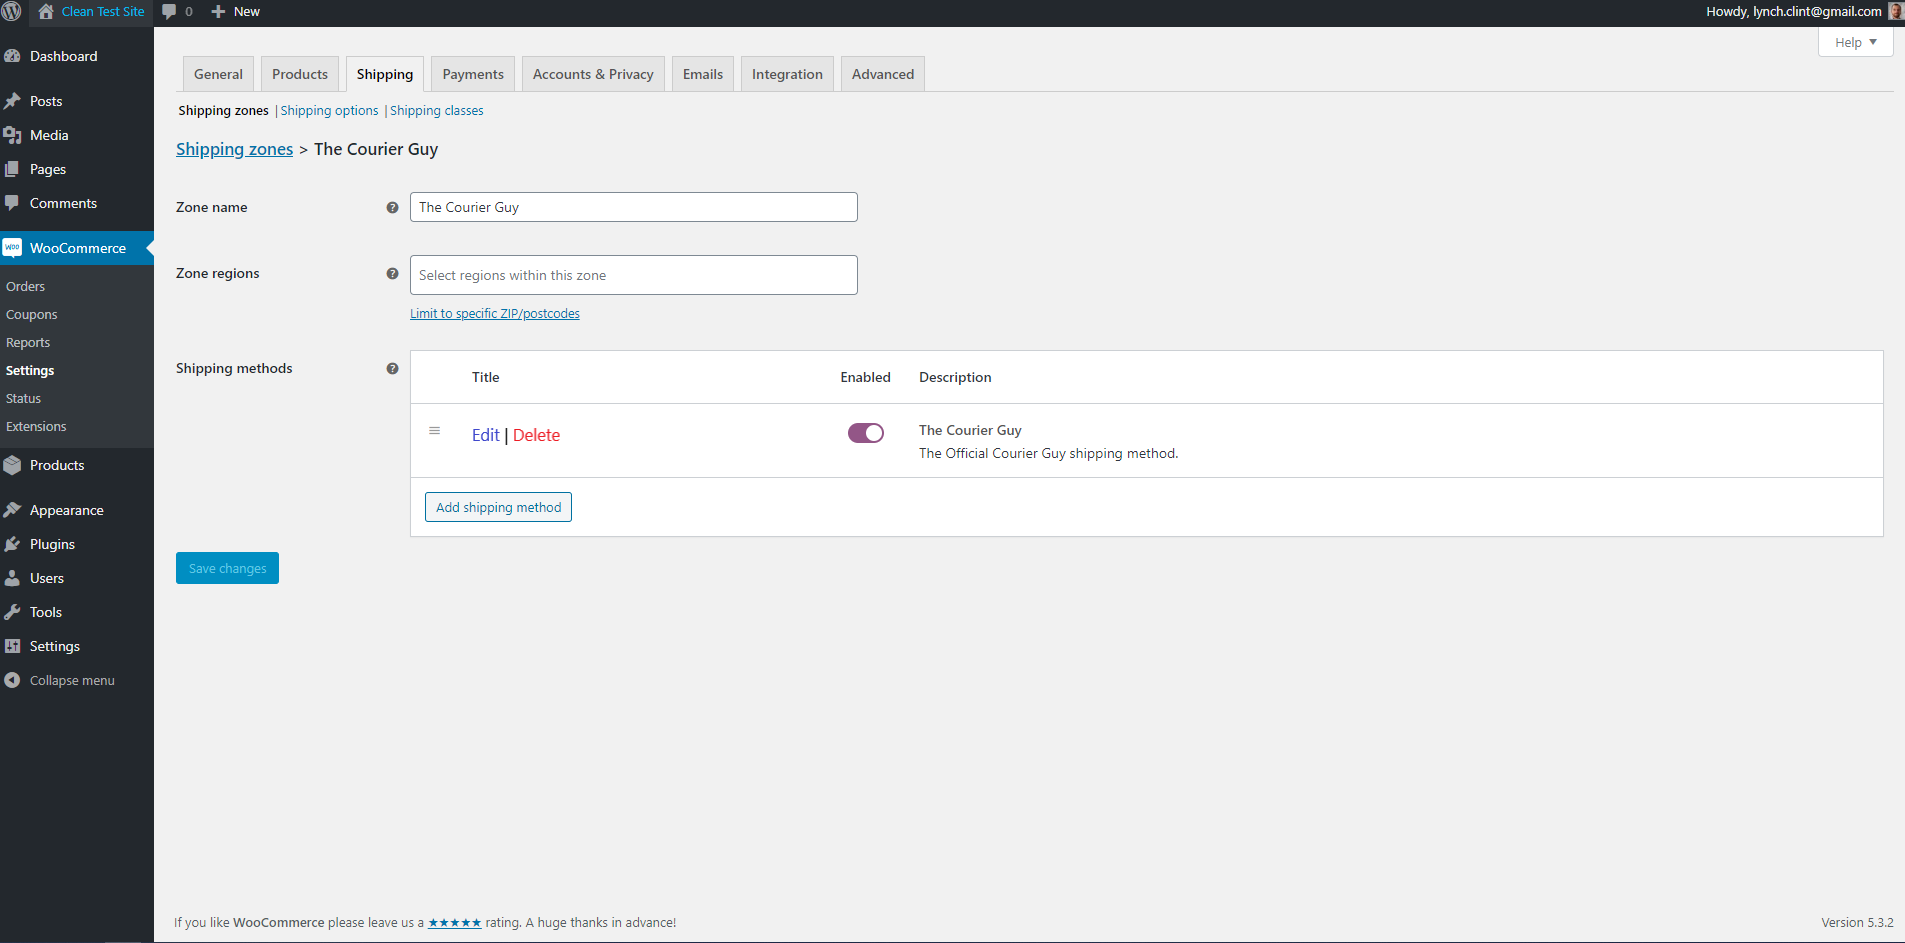 Clean Test Site 0 New Howdy, lynch.clint@gmail.com
Help
Dashboard
Posts
Media
Pages
Comments
WooCommerce
Orders
Coupons
Reports
Settings
Status
Extensions
Products
Appearance
Plugins
Users
Tools
Settings
Collapse menu
General Products Shipping Payments Accounts & Privacy Emails Integration Advanced
Shipping zones | Shipping options | Shipping classes
Shipping zones > The Courier Guy
Zone name ? The Courier Guy
Zone regions ? Select regions within this zone
Limit to specific ZIP/postcodes
Shipping methods ?
Title Enabled Description
Edit | Delete The Courier Guy
The Official Courier Guy shipping method.
Add shipping method
Save changes
If you like WooCommerce please leave us a ★★★★★ rating. A huge thanks in advance! Version 5.3.2